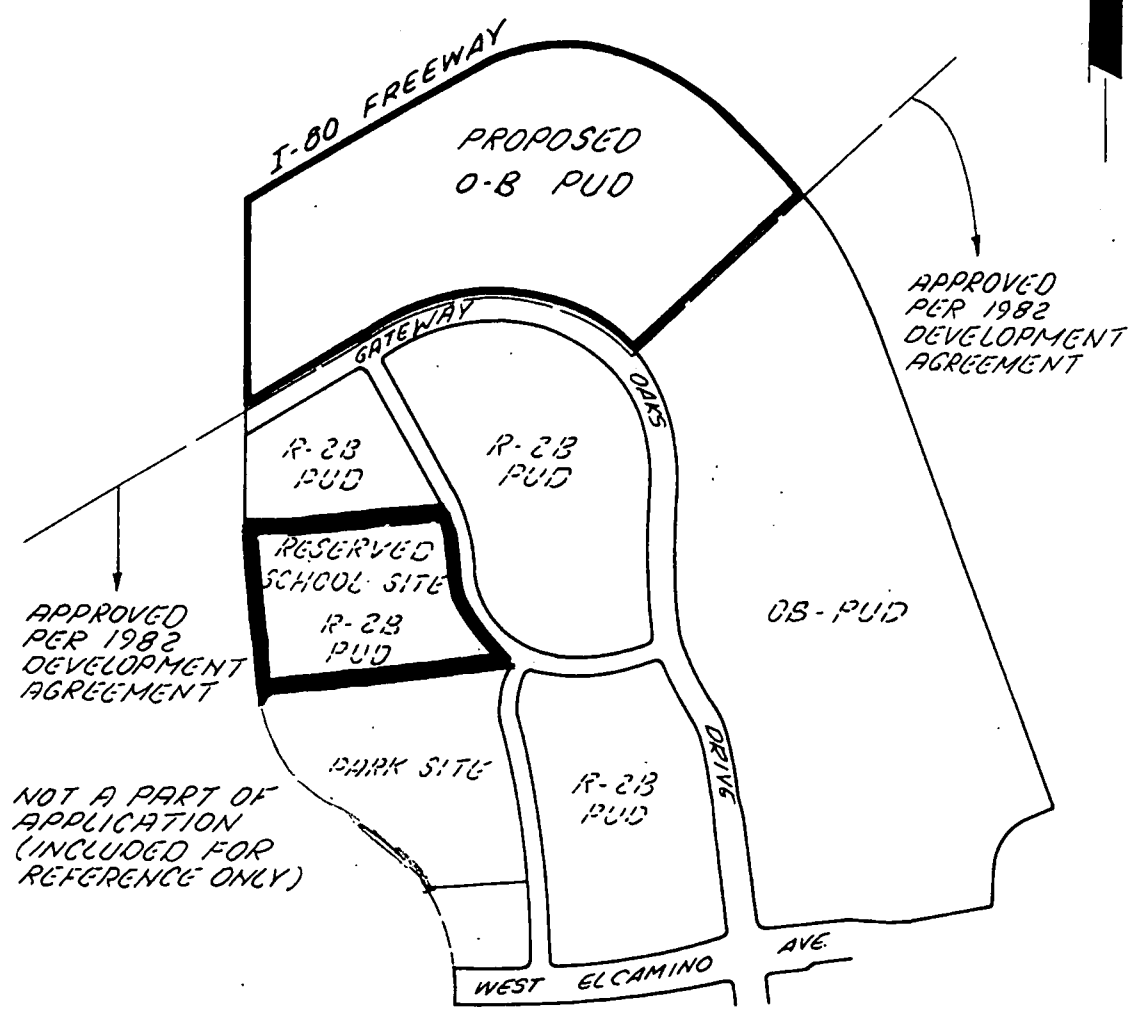 I-80 FREEWAY
PROPOSED
O-B PUD
APPROVED
PER 1982
DEVELOPMENT
AGREEMENT
GATEWAY
OAKS
DRIVE
R-2B
PUD
R-2B
PUD
RESERVED
SCHOOL SITE
R-2B
PUD
OB-PUD
APPROVED
PER 1982
DEVELOPMENT
AGREEMENT
PARK SITE
R-2B
PUD
NOT A PART OF
APPLICATION
(INCLUDED FOR
REFERENCE ONLY)
WEST ELCAMINO AVE.